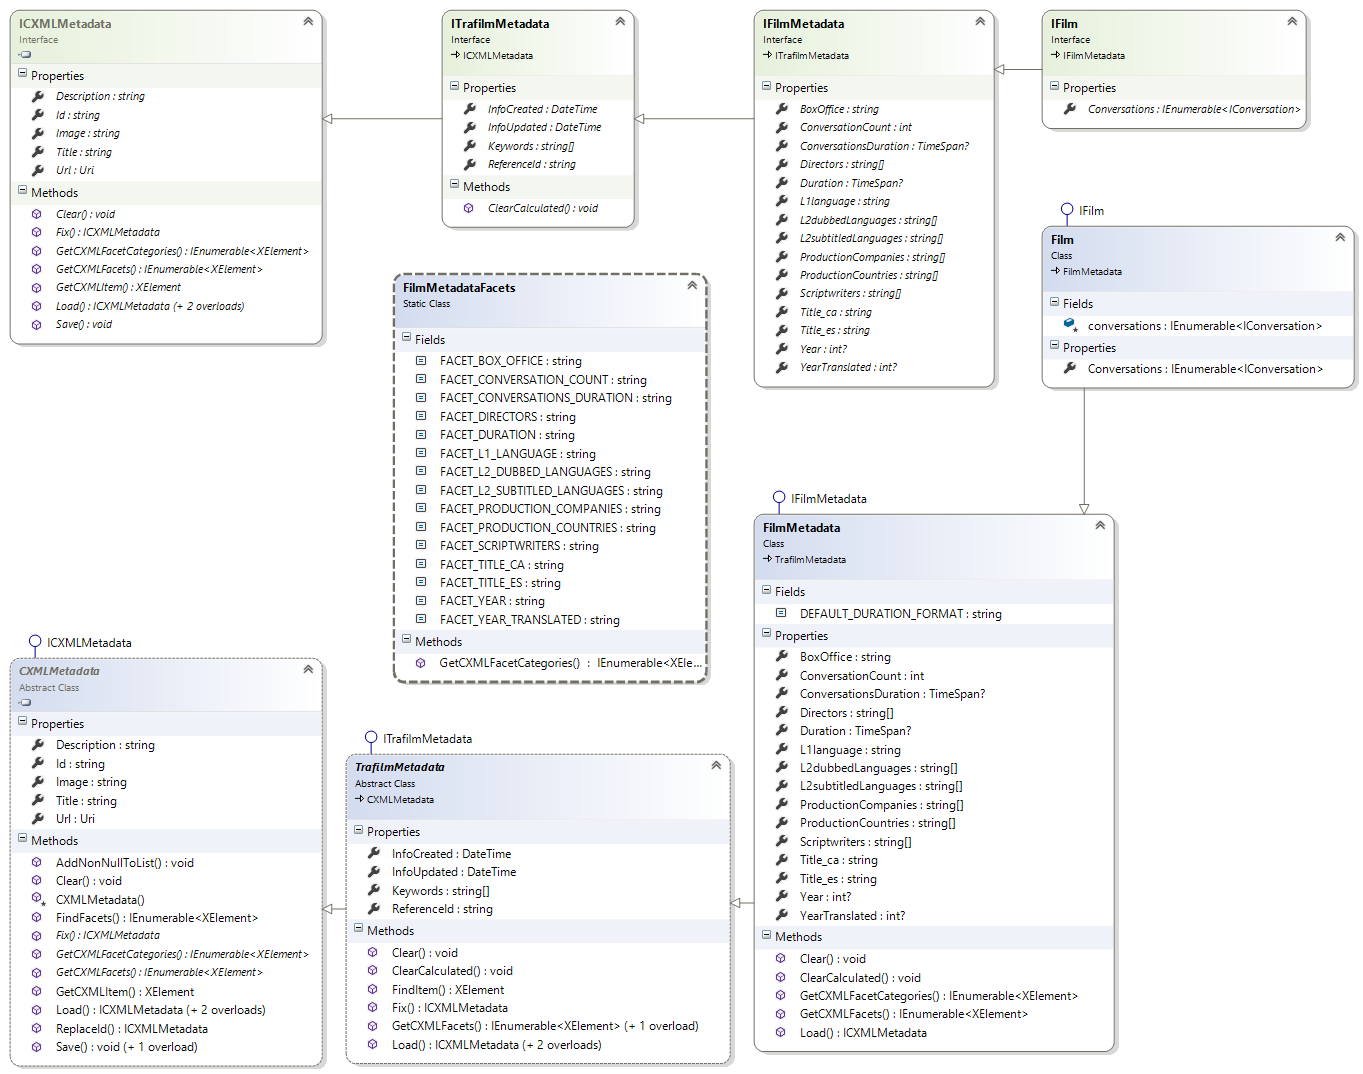 ICXMLMetadata
Interface
Properties
Description : string
Id : string
Image : string
Title : string
Url : Uri
Methods
Clear() : void
Fix() : ICXMLMetadata
GetCXMLFacetCategories() : IEnumerable<XElement>
GetCXMLFacets() : IEnumerable<XElement>
GetCXMLItem() : XElement
Load() : ICXMLMetadata (+ 2 overloads)
Save() : void
ITrafilmMetadata
Interface
ICXMLMetadata
Properties
InfoCreated : DateTime
InfoUpdated : DateTime
Keywords : string[]
ReferenceId : string
Methods
ClearCalculated() : void
IFilmMetadata
Interface
ITrafilmMetadata
Properties
BoxOffice : string
ConversationCount : int
ConversationsDuration : TimeSpan?
Directors : string[]
Duration : TimeSpan?
L1language : string
L2dubbedLanguages : string[]
L2subtitledLanguages : string[]
ProductionCompanies : string[]
ProductionCountries : string[]
Scriptwriters : string[]
Title_ca : string
Title_es : string
Year : int?
YearTranslated : int?
IFilm
Interface
IFilmMetadata
Properties
Conversations : IEnumerable<IConversation>
IFilm
Film
Class
FilmMetadata
Fields
conversations : IEnumerable<IConversation>
Properties
Conversations : IEnumerable<IConversation>
FilmMetadataFacets
Static Class
Fields
FACET_BOX_OFFICE : string
FACET_CONVERSATION_COUNT : string
FACET_CONVERSATIONS_DURATION : string
FACET_DIRECTORS : string
FACET_DURATION : string
FACET_L1_LANGUAGE : string
FACET_L2_DUBBED_LANGUAGES : string
FACET_L2_SUBTITLED_LANGUAGES : string
FACET_PRODUCTION_COMPANIES : string
FACET_PRODUCTION_COUNTRIES : string
FACET_SCRIPTWRITERS : string
FACET_TITLE_CA : string
FACET_TITLE_ES : string
FACET_YEAR : string
FACET_YEAR_TRANSLATED : string
Methods
GetCXMLFacetCategories() : IEnumerable<XEle...
ICXMLMetadata
CXMLMetadata
Abstract Class
Properties
Description : string
Id : string
Image : string
Title : string
Url : Uri
Methods
AddNonNullToList() : void
Clear() : void
CXMLMetadata()
FindFacets() : IEnumerable<XElement>
Fix() : ICXMLMetadata
GetCXMLFacetCategories() : IEnumerable<XElement>
GetCXMLFacets() : IEnumerable<XElement>
GetCXMLItem() : XElement
Load() : ICXMLMetadata (+ 2 overloads)
ReplaceId() : ICXMLMetadata
Save() : void (+ 1 overload)
ITrafilmMetadata
TrafilmMetadata
Abstract Class
CXMLMetadata
Properties
InfoCreated : DateTime
InfoUpdated : DateTime
Keywords : string[]
ReferenceId : string
Methods
Clear() : void
ClearCalculated() : void
FindItem() : XElement
Fix() : ICXMLMetadata
GetCXMLFacets() : IEnumerable<XElement> (+ 1 overload)
Load() : ICXMLMetadata (+ 2 overloads)
IFilmMetadata
FilmMetadata
Class
TrafilmMetadata
Fields
DEFAULT_DURATION_FORMAT : string
Properties
BoxOffice : string
ConversationCount : int
ConversationsDuration : TimeSpan?
Directors : string[]
Duration : TimeSpan?
L1language : string
L2dubbedLanguages : string[]
L2subtitledLanguages : string[]
ProductionCompanies : string[]
ProductionCountries : string[]
Scriptwriters : string[]
Title_ca : string
Title_es : string
Year : int?
YearTranslated : int?
Methods
Clear() : void
ClearCalculated() : void
GetCXMLFacetCategories() : IEnumerable<XElement>
GetCXMLFacets() : IEnumerable<XElement>
Load() : ICXMLMetadata